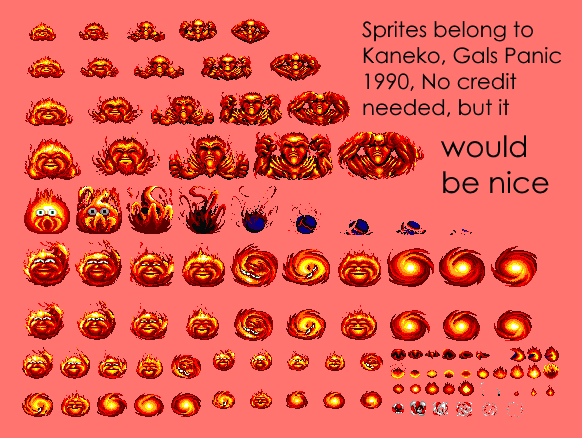 Sprites belong to
Kaneko, Gals Panic
1990, No credit
needed, but it
would
be nice